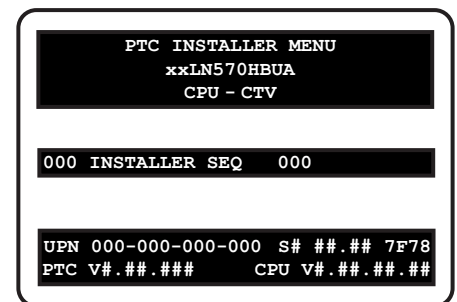 PTC INSTALLER MENU
xxLN570HBUA
CPU – CTV
000 INSTALLER SEQ 000
UPN 000-000-000-000 S# ##.## 7F78
PTC V#.##.### CPU V#.##.##.##